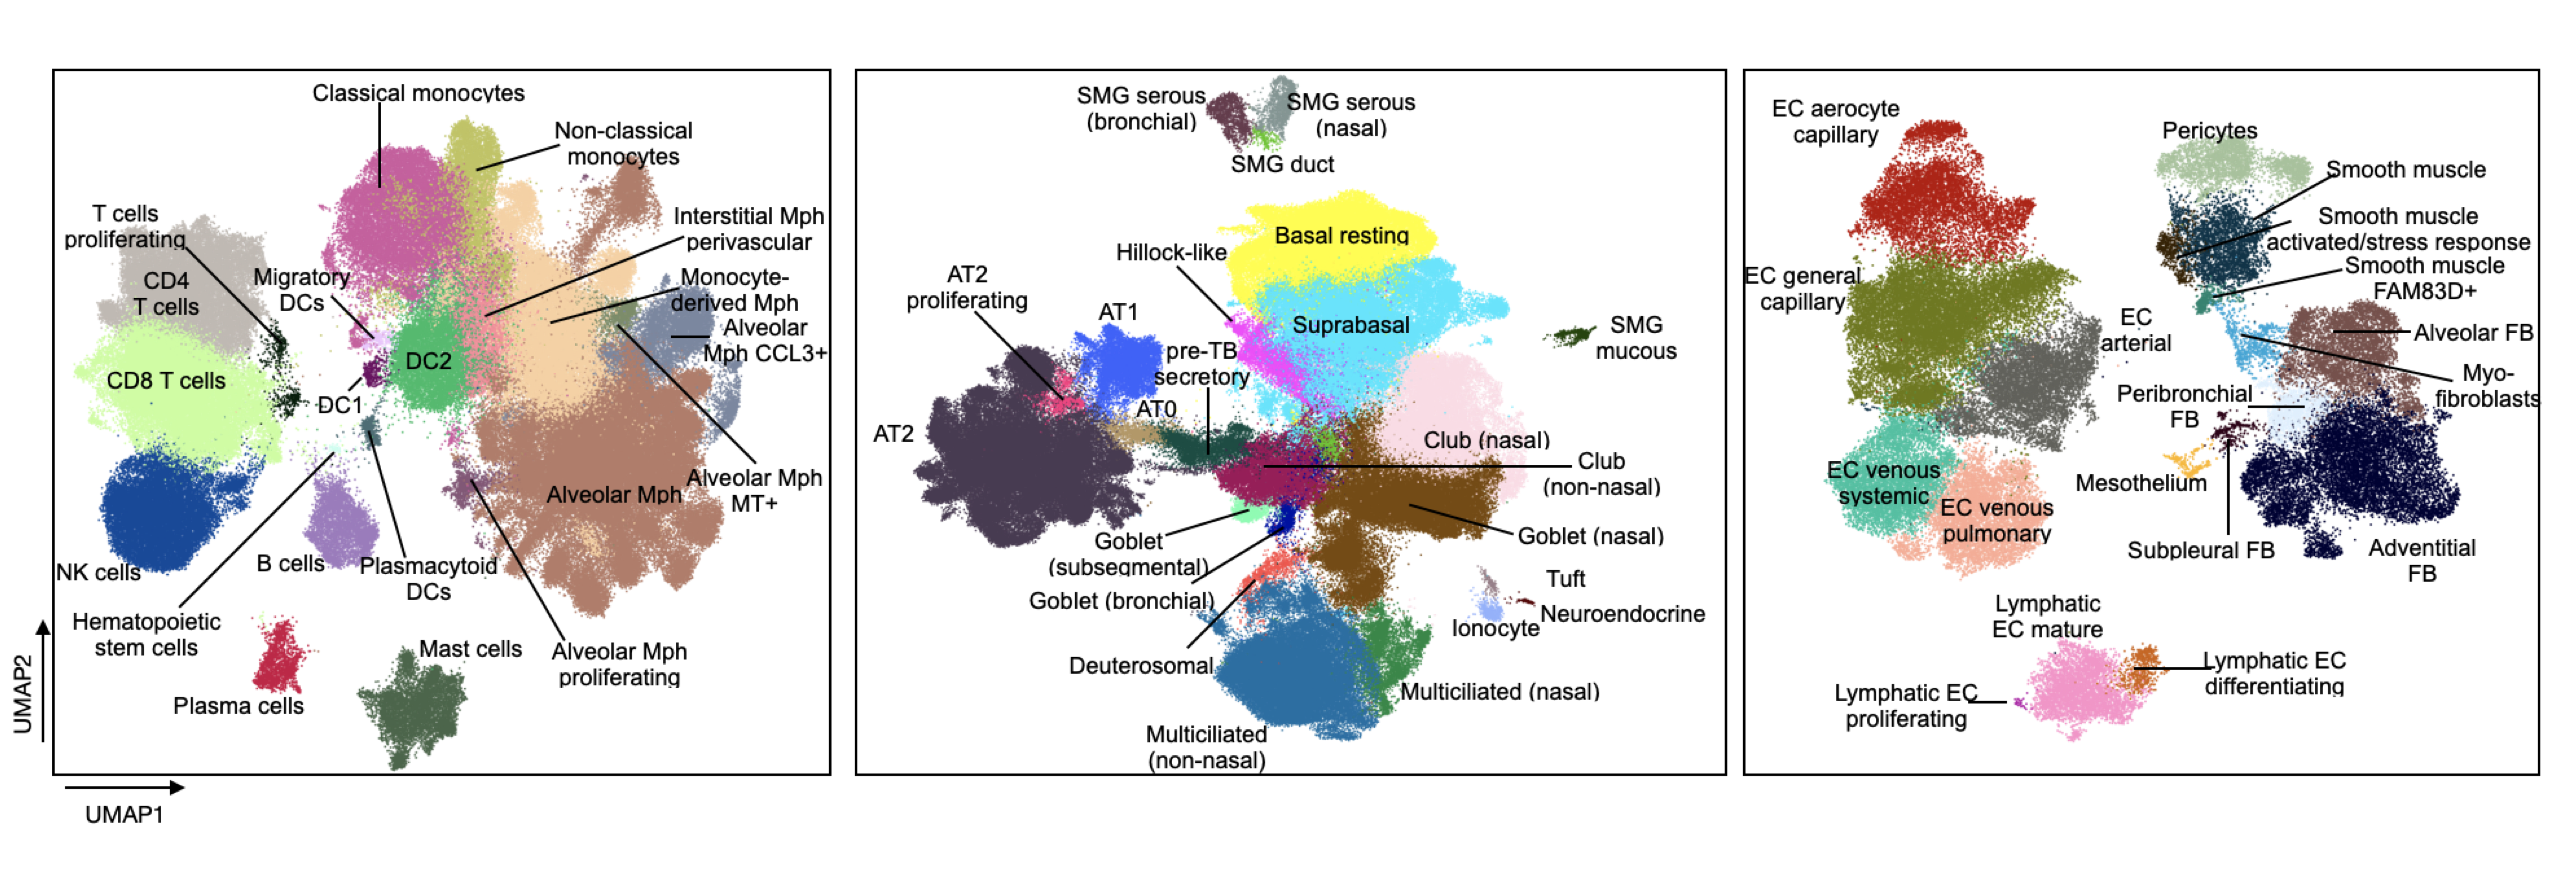 Classical monocytes
Non-classical
monocytes
T cells
proliferating
Interstitial Mph
perivascular
CD4
T cells
Migratory
DCs
Monocyte-
derived Mph
Alveolar
Mph CCL3+
DC2
CD8 T cells
DC1
Alveolar Mph
Alveolar Mph
MT+
NK cells
B cells
Plasmacytoid
DCs
Hematopoietic
stem cells
Mast cells
Alveolar Mph
proliferating
Plasma cells
UMAP2
UMAP1
SMG serous
(bronchial)
SMG serous
(nasal)
SMG duct
Basal resting
Hillock-like
AT2
proliferating
AT1
Suprabasal
SMG
mucous
pre-TB
secretory
AT0
AT2
Club (nasal)
Club
(non-nasal)
Goblet
(subsegmental)
Goblet (nasal)
Goblet (bronchial)
Tuft
Neuroendocrine
Ionocyte
Deuterosomal
Multiciliated (nasal)
Multiciliated
(non-nasal)
EC aerocyte
capillary
Pericytes
Smooth muscle
Smooth muscle
activated/stress response
Smooth muscle
FAM83D+
EC general
capillary
EC
arterial
Alveolar FB
Myo-
fibroblasts
Peribronchial
FB
EC venous
systemic
Mesothelium
EC venous
pulmonary
Subpleural FB
Adventitial
FB
Lymphatic
EC mature
Lymphatic EC
differentiating
Lymphatic EC
proliferating